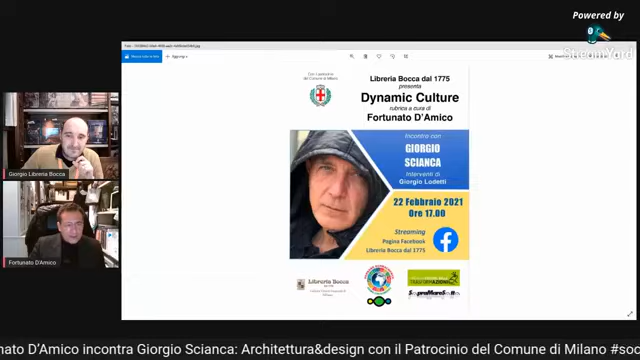 Powered by
StreamYard
Con il patrocinio
del Comune di Milano
Libreria Bocca dal 1775
presenta
Dynamic Culture
rubrica a cura di
Fortunato D'Amico
Incontro con
GIORGIO
SCIANCA
Interventi di
Giorgio Lodetti
22 Febbraio 2021
Ore 17.00
Streaming
Pagina Facebook
Libreria Bocca dal 1775
Libreria Bocca
TRASFORMAZIONI
Giorgio Libreria Bocca
Fortunato D'Amico
nato D'Amico incontra Giorgio Scianca: Architettura&design con il Patrocinio del Comune di Milano #soc